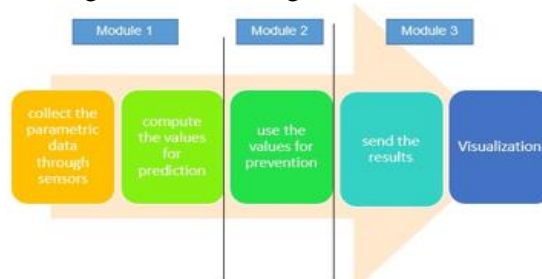 Module 1
Module 2
Module 3
collect the
parametric
data
through
sensors
compute
the values
for
prediction
use the
values for
prevention
send the
results
Visualization